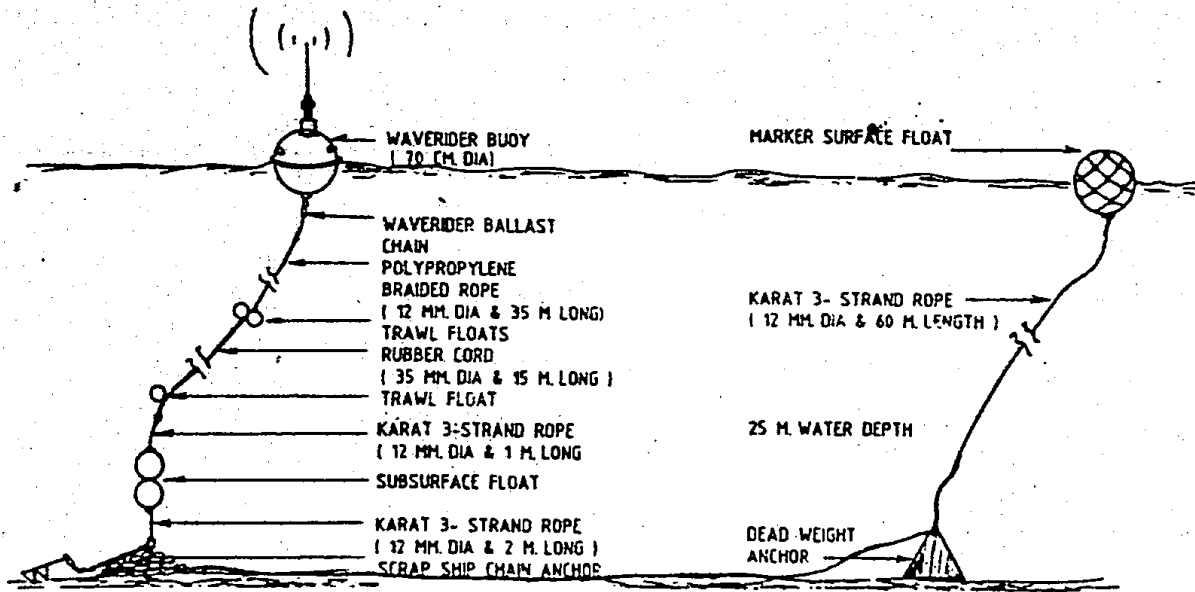 WAVERIDER BUOY
( 70 CM. DIA)
WAVERIDER BALLAST
CHAIN
POLYPROPYLENE
BRAIDED ROPE
( 12 MM. DIA & 35 M LONG)
TRAWL FLOATS
RUBBER CORD
( 35 MM. DIA & 15 M. LONG )
TRAWL FLOAT
KARAT 3-STRAND ROPE
( 12 MM. DIA & 1 M. LONG
SUBSURFACE FLOAT
KARAT 3- STRAND ROPE
( 12 MM. DIA & 2 M. LONG )
SCRAP SHIP CHAIN ANCHOR
MARKER SURFACE FLOAT
KARAT 3- STRAND ROPE
( 12 MM. DIA & 60 M. LENGTH )
25 M. WATER DEPTH
DEAD WEIGHT
ANCHOR